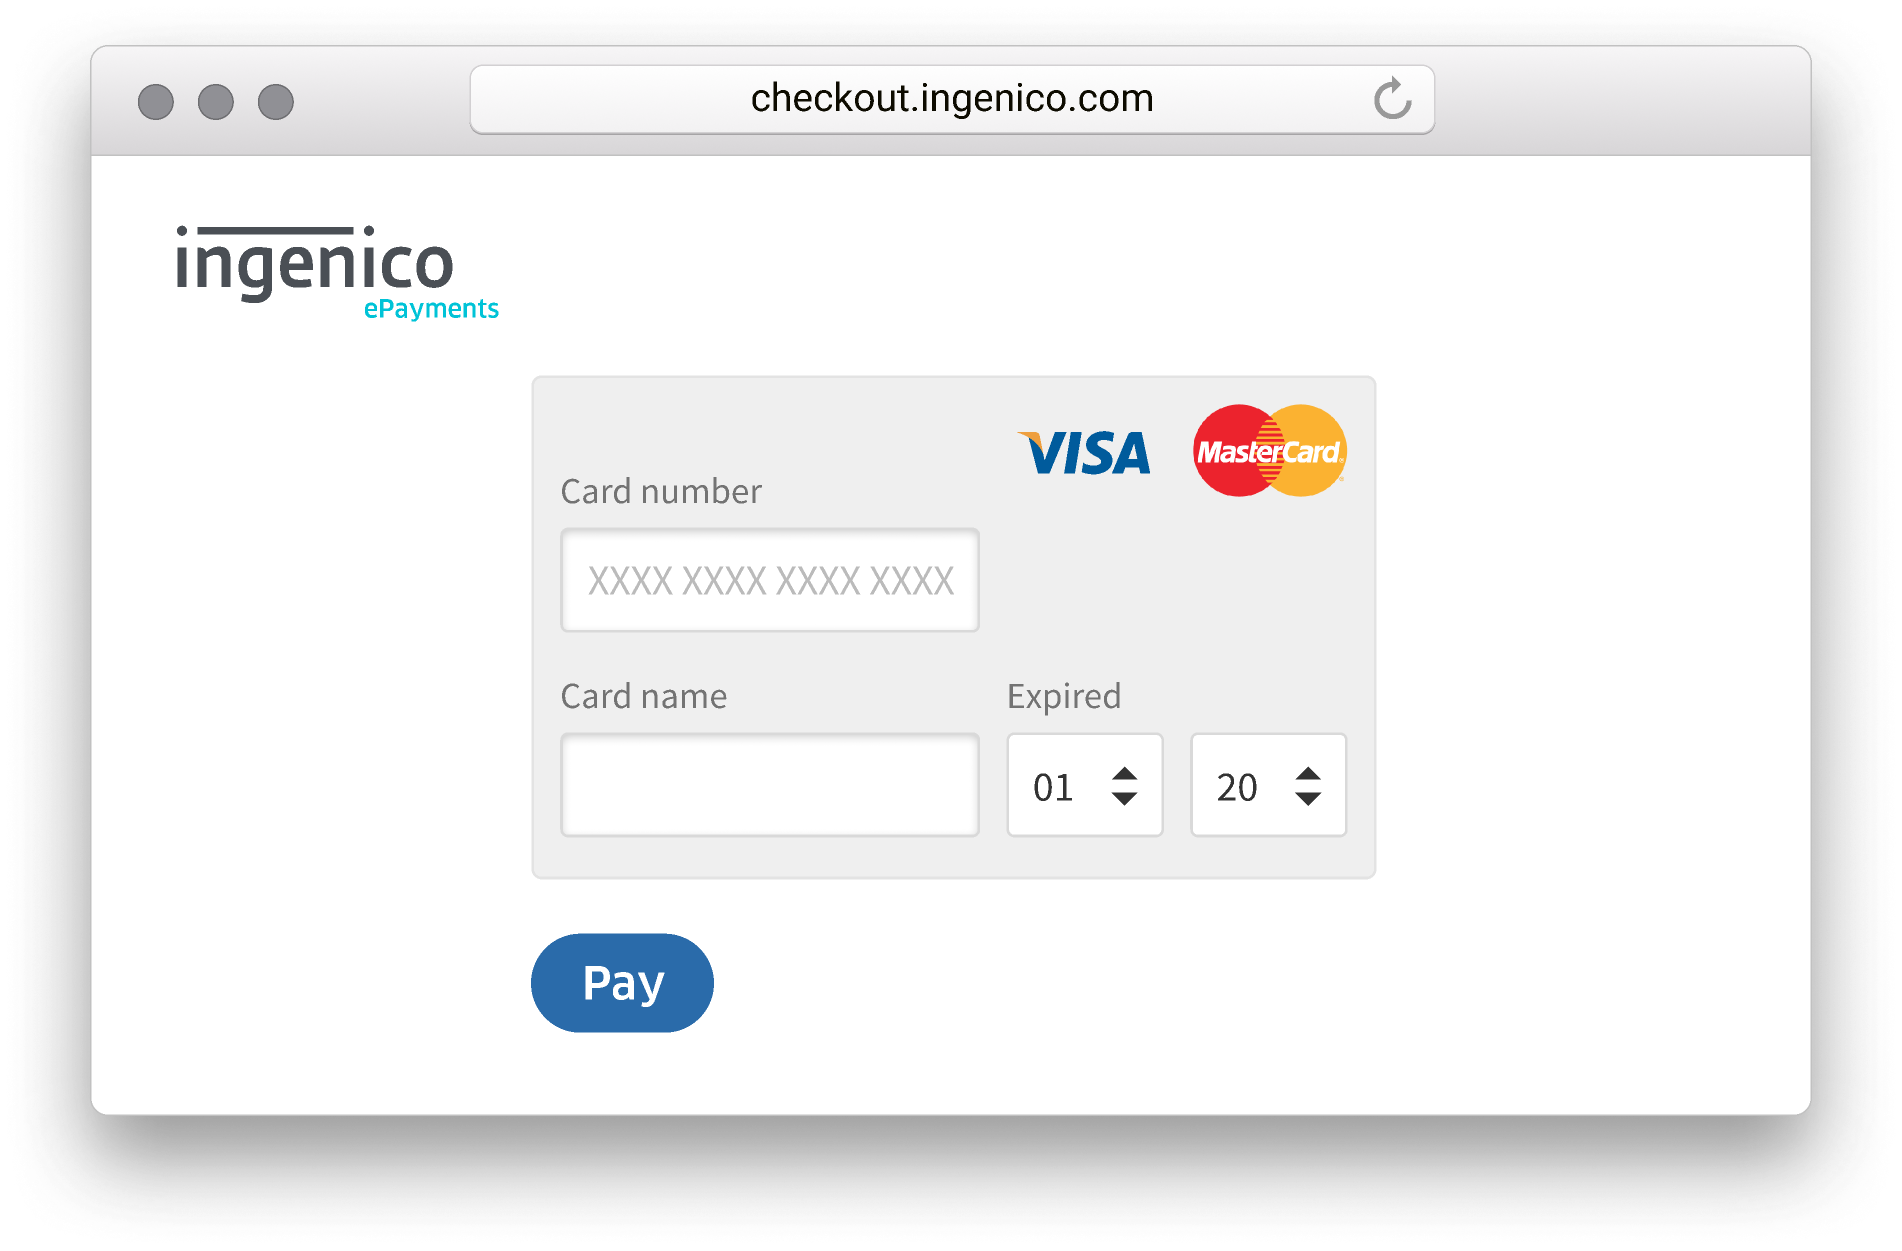 checkout.ingenico.com
ingenico
ePayments
VISA
MasterCard
Card number
XXXX XXXX XXXX XXXX
Card name
Expired
01
20
Pay